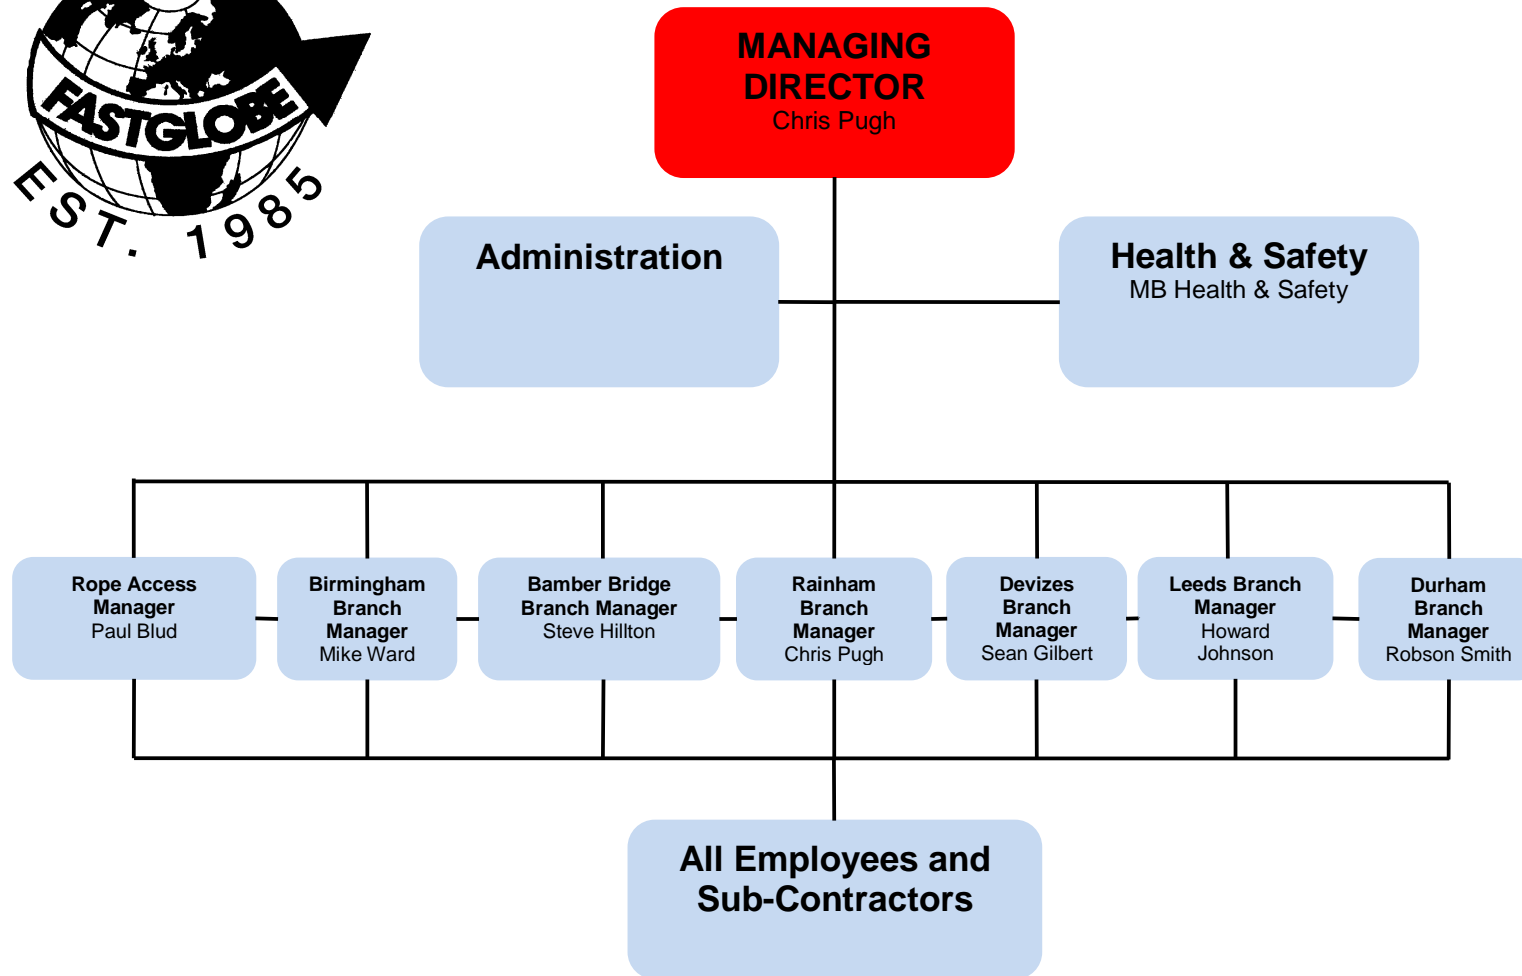 FASTGLOBE
EST. 1985
MANAGING
DIRECTOR
Chris Pugh
Administration
Health & Safety
MB Health & Safety
Rope Access
Manager
Paul Blud
Birmingham
Branch
Manager
Mike Ward
Bamber Bridge
Branch Manager
Steve Hillton
Rainham
Branch
Manager
Chris Pugh
Devizes
Branch
Manager
Sean Gilbert
Leeds Branch
Manager
Howard
Johnson
Durham
Branch
Manager
Robson Smith
All Employees and
Sub-Contractors